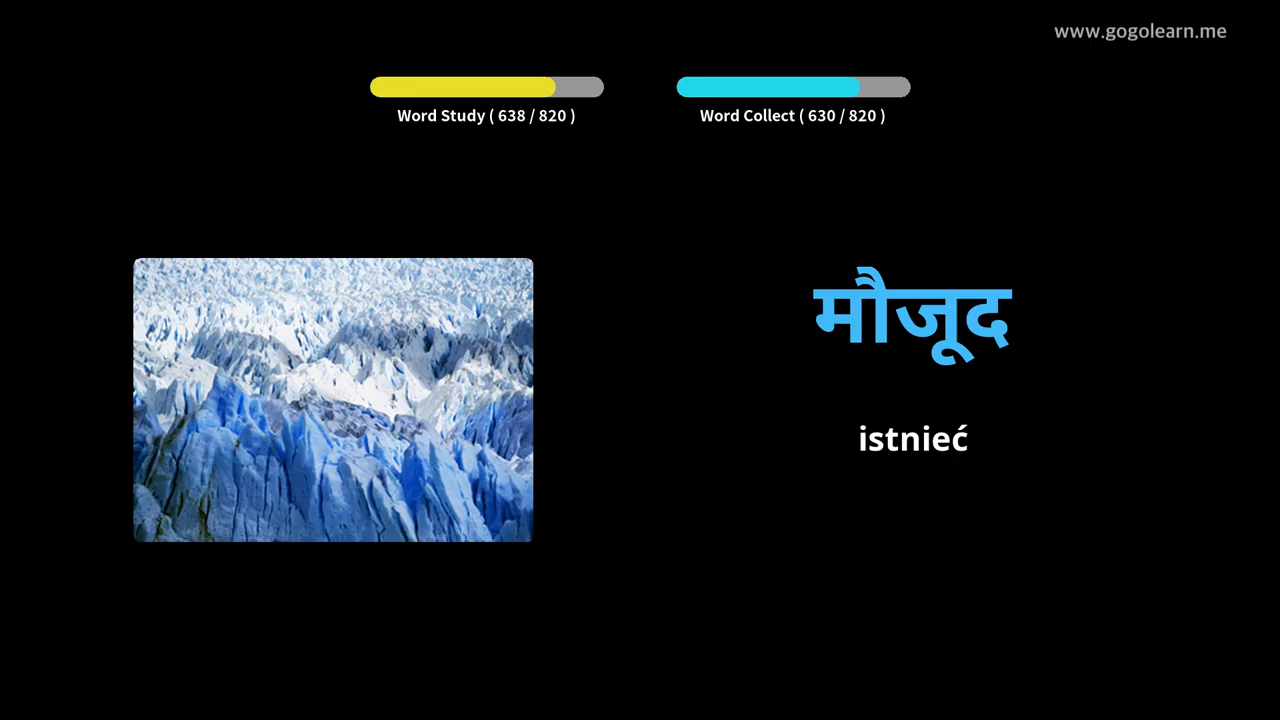 www.gogolearn.me
Word Study ( 638 / 820 )
Word Collect ( 630 / 820 )
मौजूद
istnieć